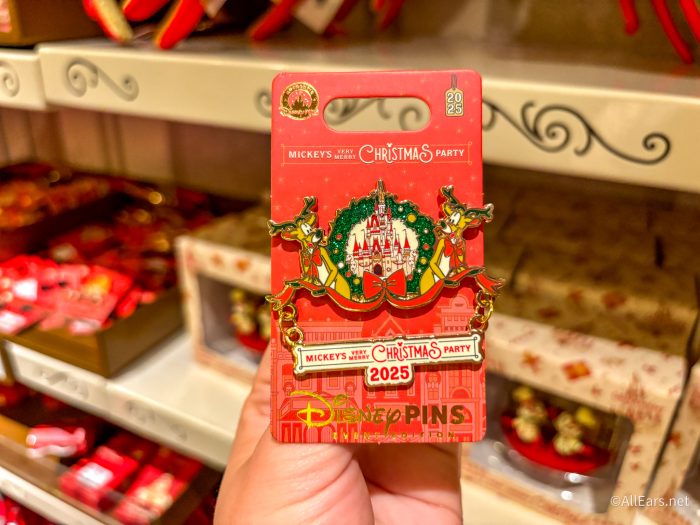 2025
MICKEY'S VERY MERRY CHRISTMAS PARTY
MICKEY'S VERY MERRY CHRISTMAS PARTY
2025
DISNEY PINS
©AllEars.net